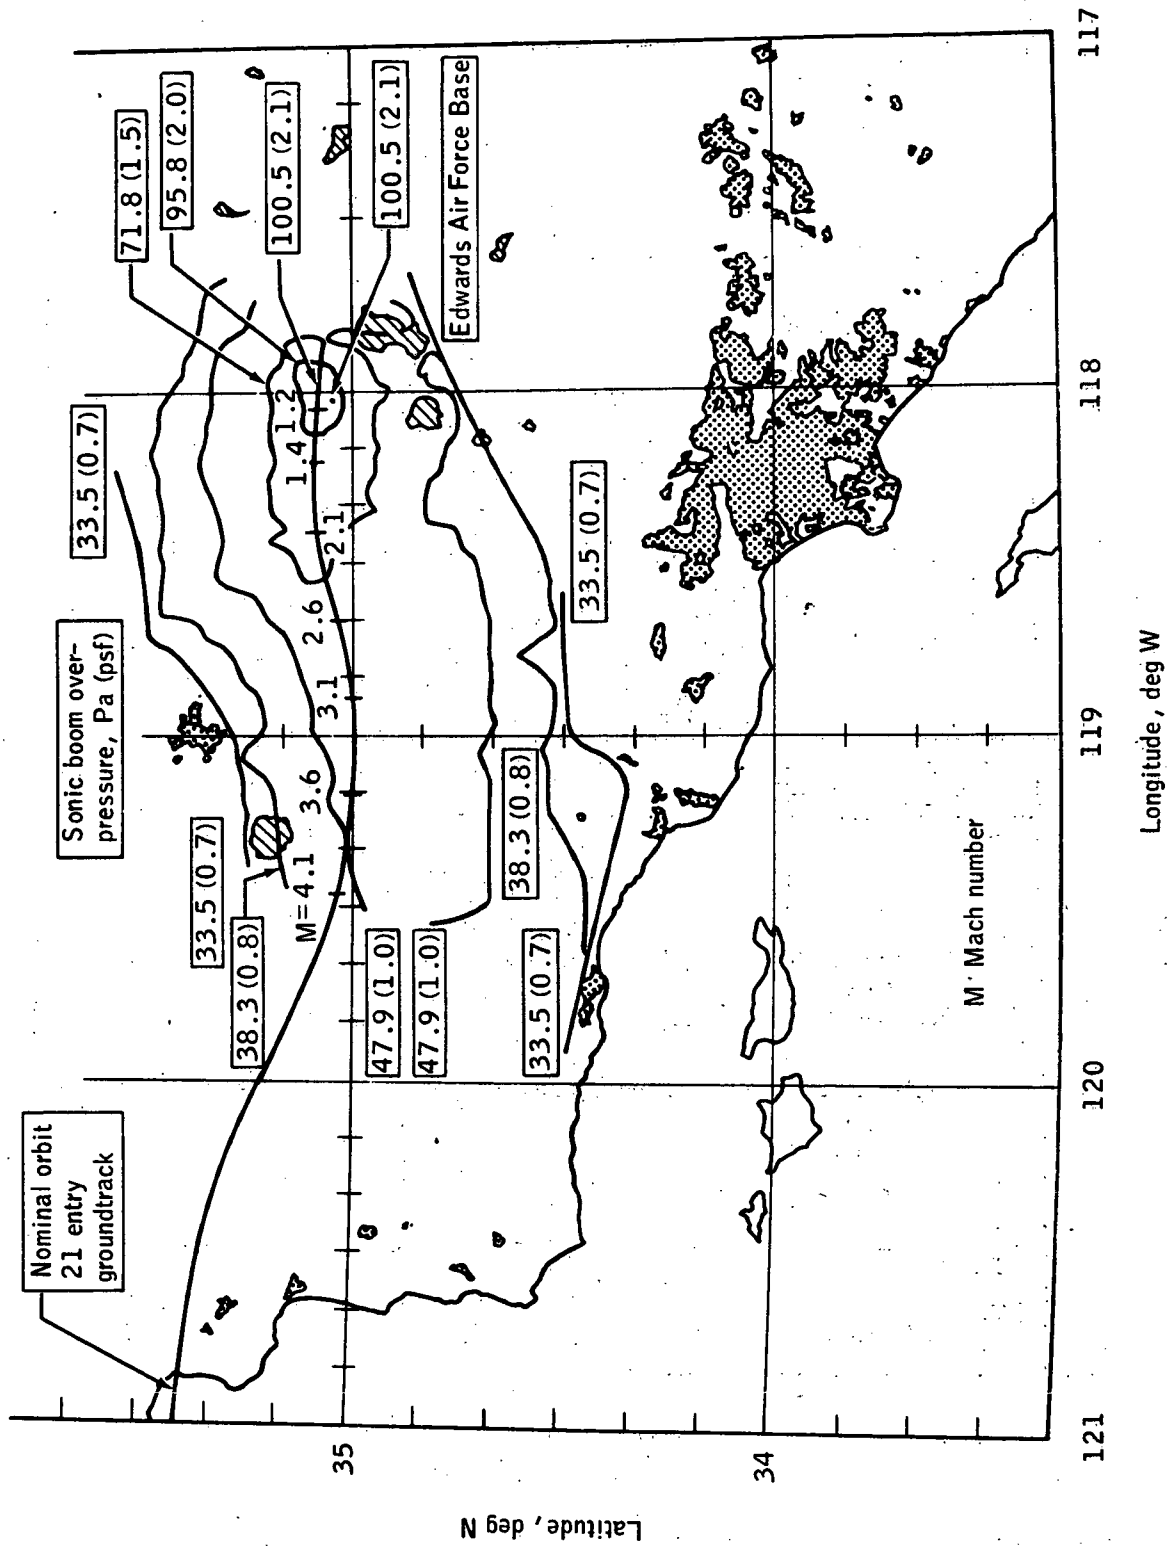 Nominal orbit
21 entry
groundtrack
Sonic boom over-
pressure, Pa (psf)
33.5 (0.7)
71.8 (1.5)
95.8 (2.0)
100.5 (2.1)
100.5 (2.1)
Edwards Air Force Base
33.5 (0.7)
38.3 (0.8)
M=4.1
3.6
3.1
2.6
2.1
1.4
1.2
47.9 (1.0)
47.9 (1.0)
33.5 (0.7)
38.3 (0.8)
33.5 (0.7)
M Mach number
35
34
Latitude, deg N
121
120
119
118
117
Longitude, deg W